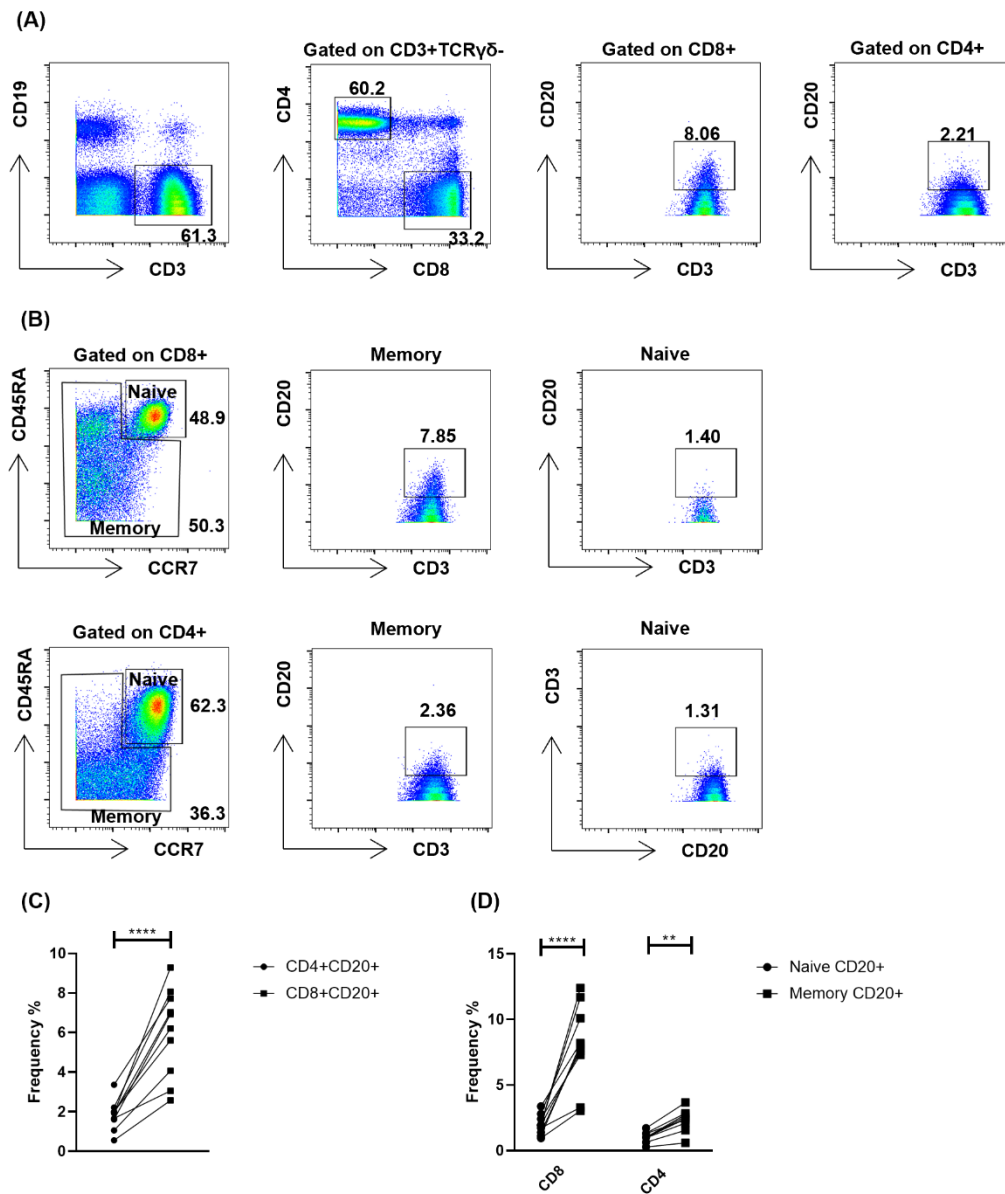 (A)
Gated on CD3+TCRγδ-
Gated on CD8+
Gated on CD4+
CD19
61.3
CD3
CD4
60.2
33.2
CD8
CD20
8.06
CD3
CD20
2.21
CD3
(B)
Gated on CD8+
Memory
Naive
CD45RA
Naive
48.9
Memory
50.3
CCR7
CD20
7.85
CD3
CD20
1.40
CD3
Gated on CD4+
Memory
Naive
CD45RA
Naive
62.3
Memory
36.3
CCR7
CD20
2.36
CD3
CD3
1.31
CD20
(C)
****
Frequency %
10
8
6
4
2
0
CD4+CD20+
CD8+CD20+
(D)
****
**
Frequency %
15
10
5
0
CD8
CD4
Naive CD20+
Memory CD20+